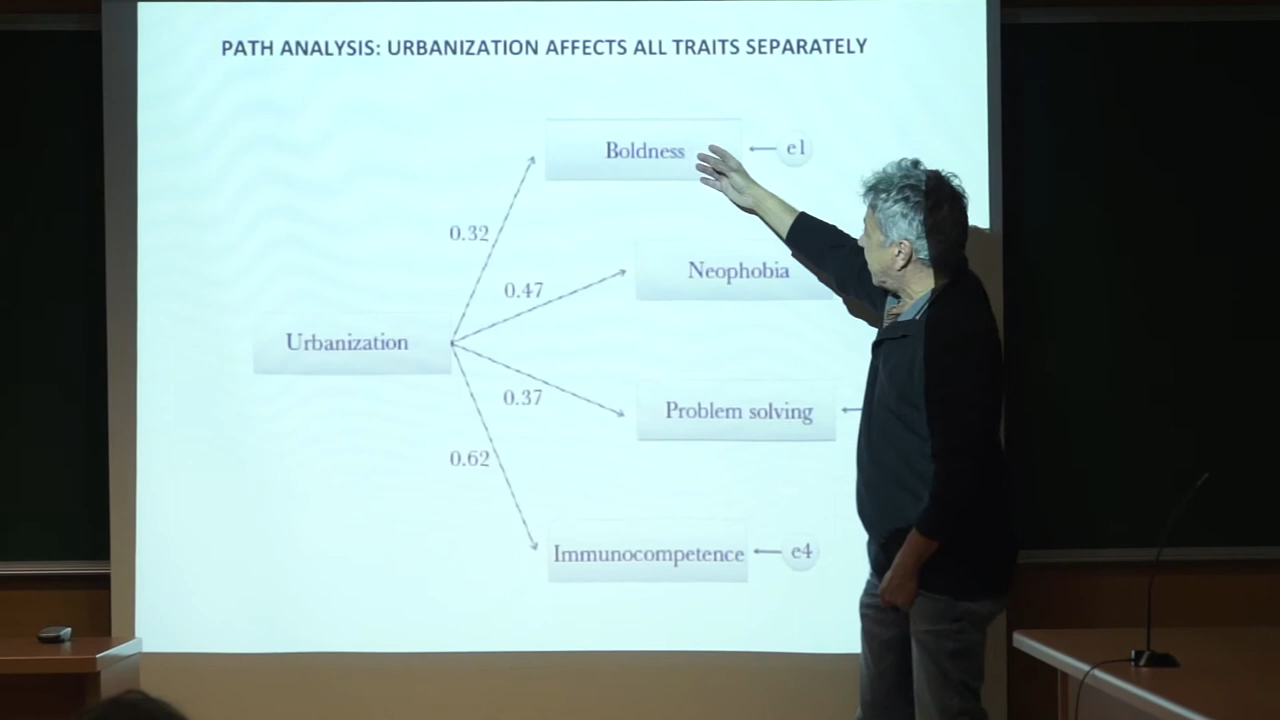 PATH ANALYSIS: URBANIZATION AFFECTS ALL TRAITS SEPARATELY
Boldness
e1
0.32
Neophobia
0.47
Urbanization
0.37
Problem solving
0.62
Immunocompetence
e4